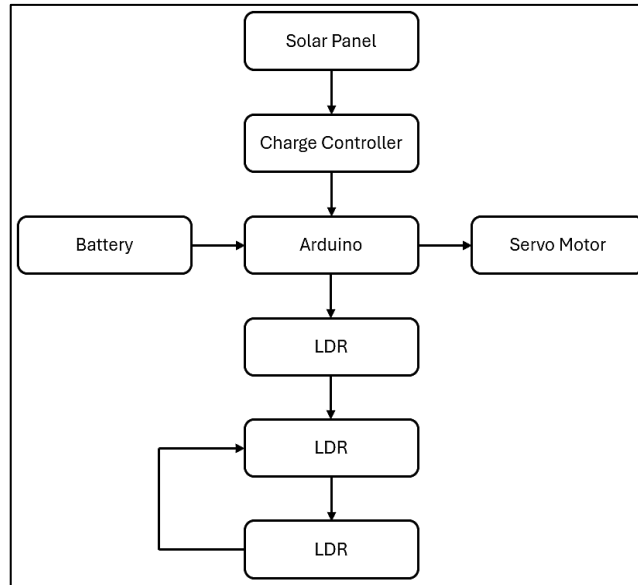 Solar Panel
Charge Controller
Battery
Arduino
Servo Motor
LDR
LDR
LDR